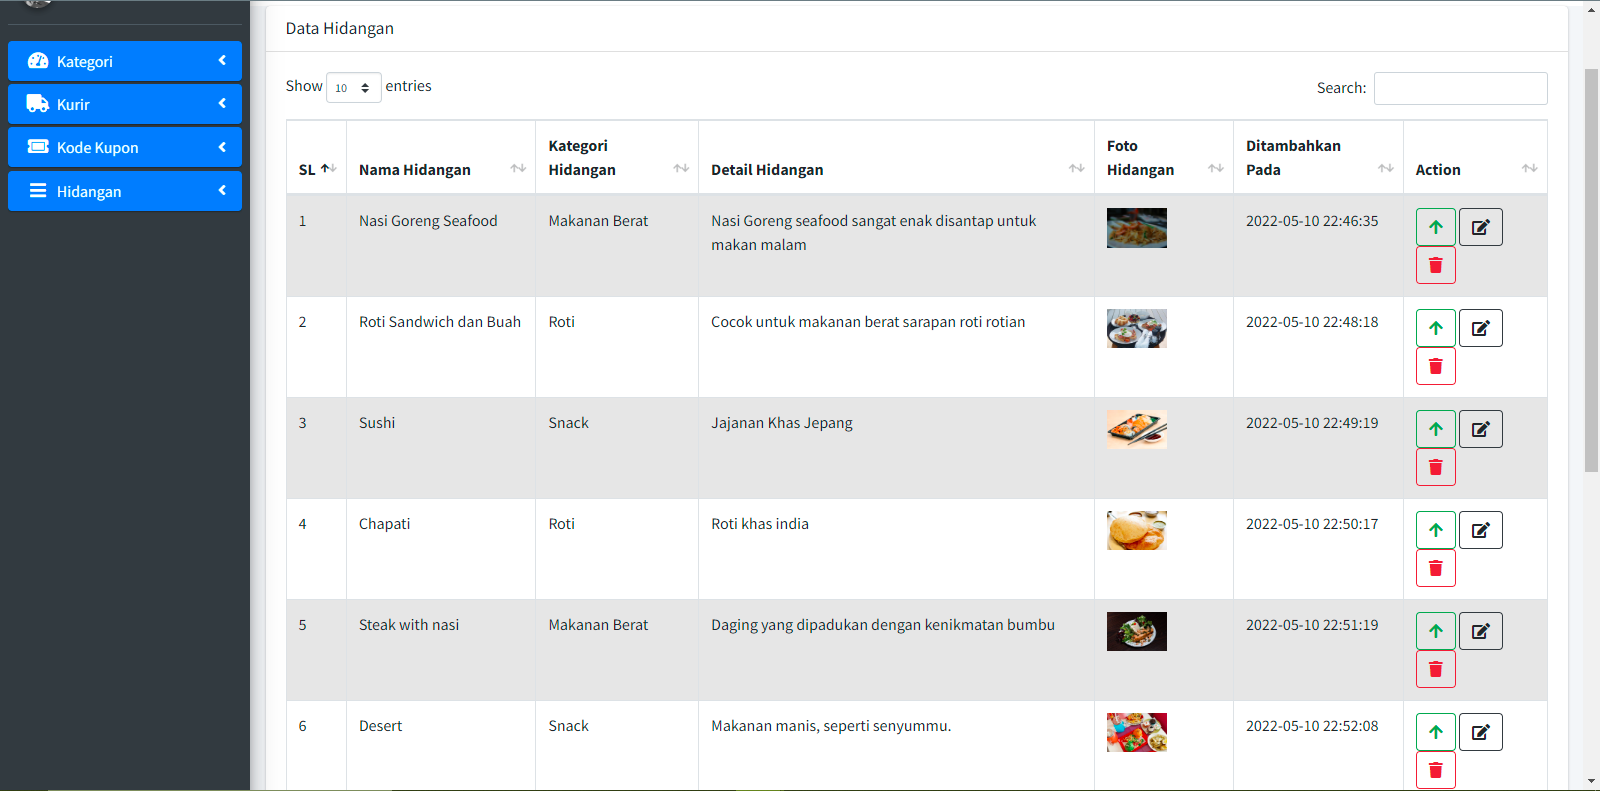 Kategori
Kurir
Kode Kupon
Hidangan
Data Hidangan
Show 10 entries
Search:
SL Nama Hidangan Kategori Hidangan Detail Hidangan Foto Hidangan Ditambahkan Pada Action
1 Nasi Goreng Seafood Makanan Berat Nasi Goreng seafood sangat enak disantap untuk 2022-05-10 22:46:35
makan malam
2 Roti Sandwich dan Buah Roti Cocok untuk makanan berat sarapan roti rotian 2022-05-10 22:48:18
3 Sushi Snack Jajanan Khas Jepang 2022-05-10 22:49:19
4 Chapati Roti Roti khas india 2022-05-10 22:50:17
5 Steak with nasi Makanan Berat Daging yang dipadukan dengan kenikmatan bumbu 2022-05-10 22:51:19
6 Desert Snack Makanan manis, seperti senyummu. 2022-05-10 22:52:08